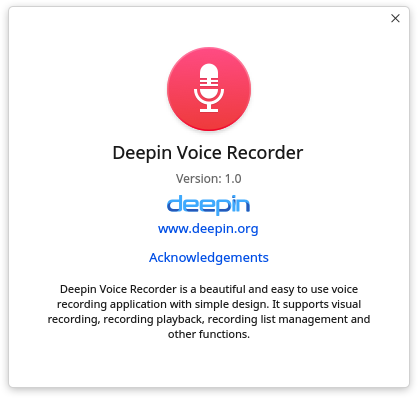 Deepin Voice Recorder
Version: 1.0
deepin
www.deepin.org
Acknowledgements
Deepin Voice Recorder is a beautiful and easy to use voice
recording application with simple design. It supports visual
recording, recording playback, recording list management and
other functions.